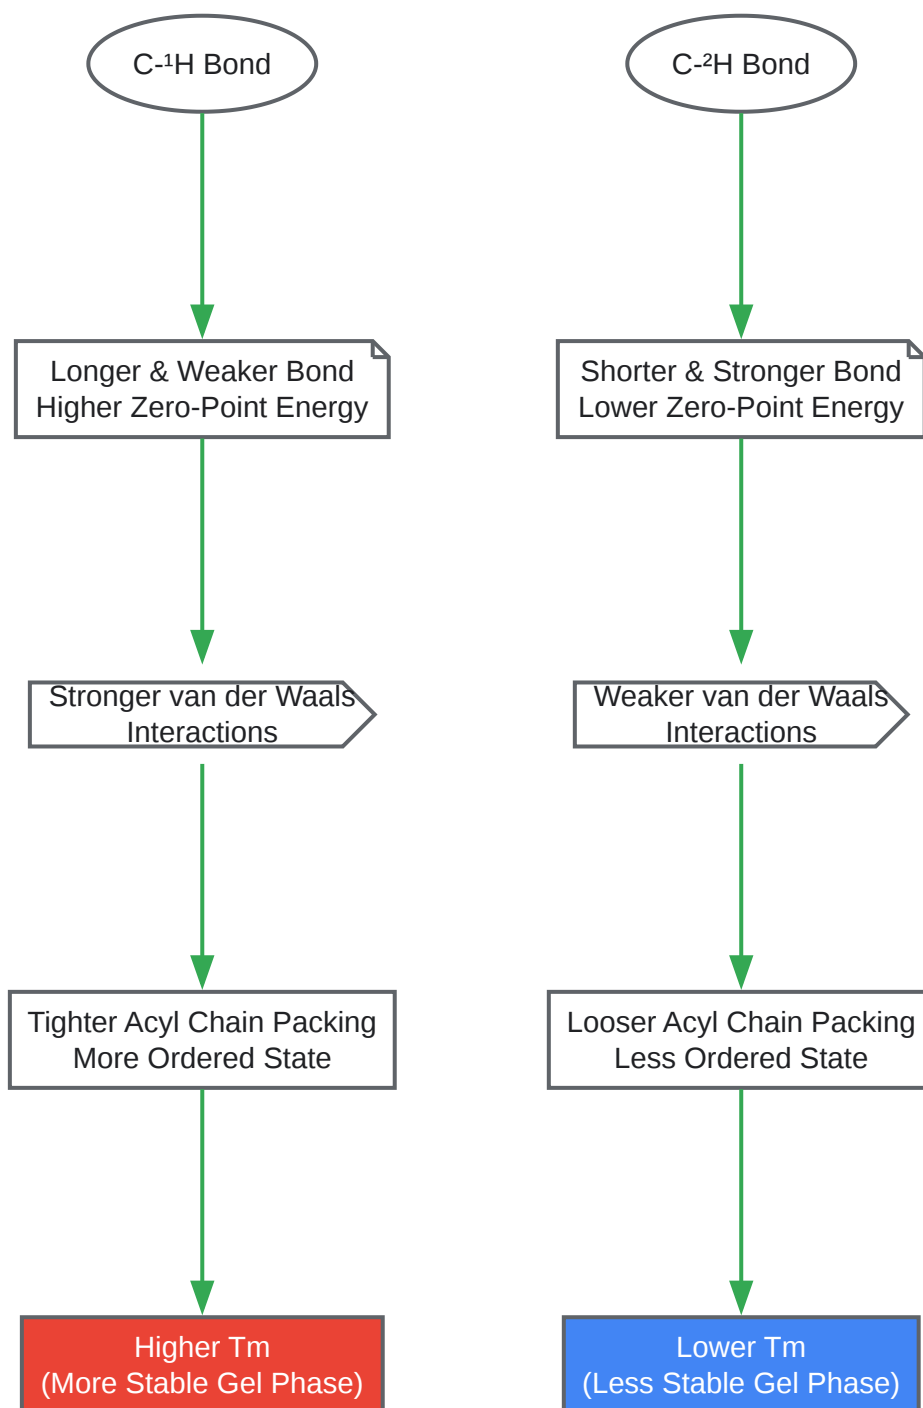 C-¹H Bond
C-²H Bond
Longer & Weaker Bond
Higher Zero-Point Energy
Shorter & Stronger Bond
Lower Zero-Point Energy
Stronger van der Waals
Interactions
Weaker van der Waals
Interactions
Tighter Acyl Chain Packing
More Ordered State
Looser Acyl Chain Packing
Less Ordered State
Higher Tm
(More Stable Gel Phase)
Lower Tm
(Less Stable Gel Phase)